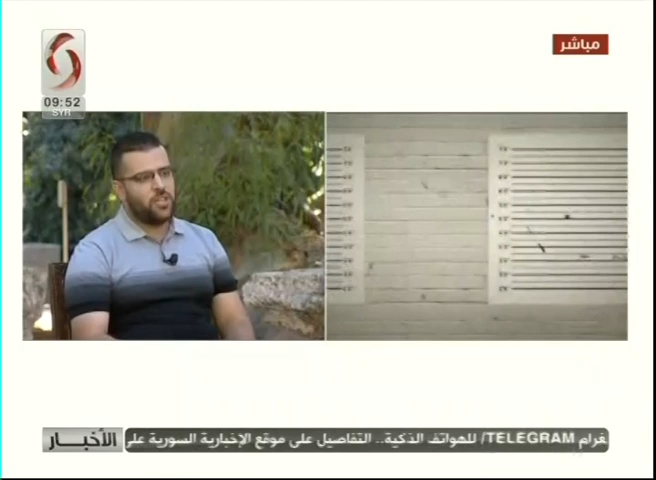 مباشر
09:52
SYR
الأخبار
غرام TELEGRAM/ للهواتف الذكية.. التفاصيل على موقع الإخبارية السورية على